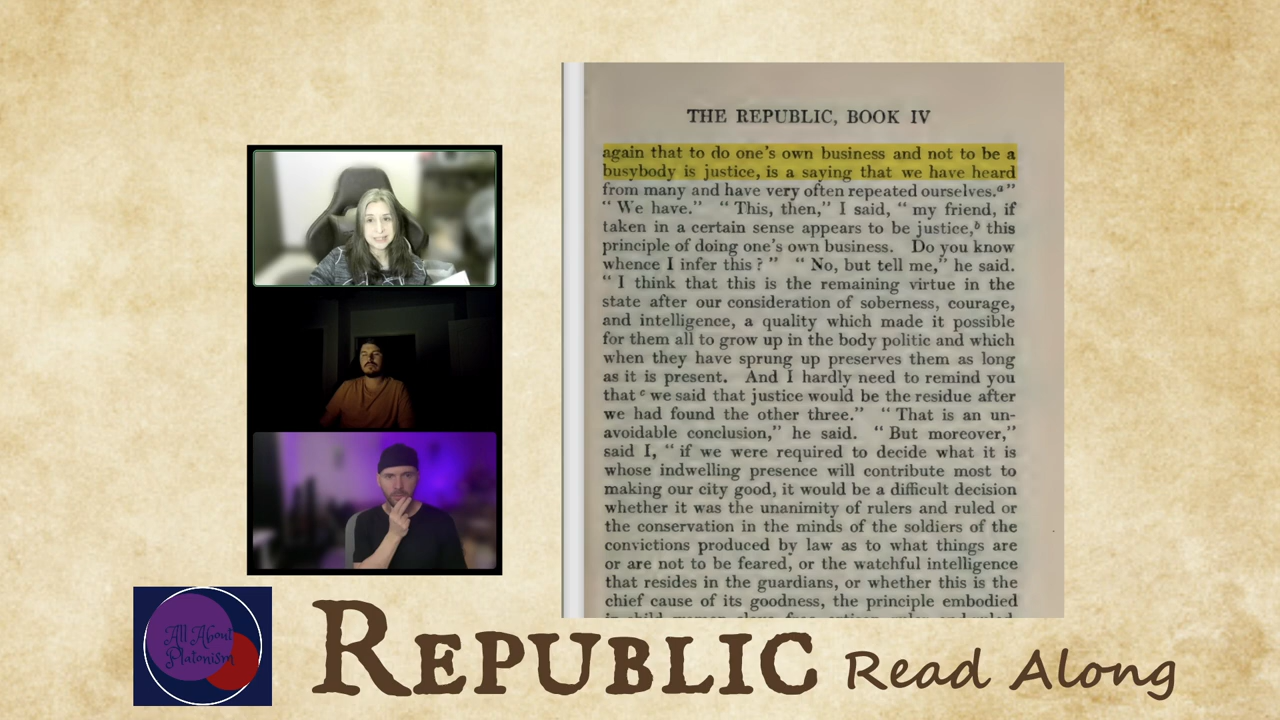 THE REPUBLIC, BOOK IV
again that to do one's own business and not to be a
busybody is justice, is a saying that we have heard
from many and have very often repeated ourselves.ᵃ”
“ We have.” “ This, then,” I said, “ my friend, if
taken in a certain sense appears to be justice,ᵇ this
principle of doing one's own business. Do you know
whence I infer this ? ” “ No, but tell me,” he said.
“ I think that this is the remaining virtue in the
state after our consideration of soberness, courage,
and intelligence, a quality which made it possible
for them all to grow up in the body politic and which
when they have sprung up preserves them as long
as it is present. And I hardly need to remind you
that ᶜ we said that justice would be the residue after
we had found the other three.” “ That is an un-
avoidable conclusion,” he said. “ But moreover,”
said I, “ if we were required to decide what it is
whose indwelling presence will contribute most to
making our city good, it would be a difficult decision
whether it was the unanimity of rulers and ruled or
the conservation in the minds of the soldiers of the
convictions produced by law as to what things are
or are not to be feared, or the watchful intelligence
that resides in the guardians, or whether this is the
chief cause of its goodness, the principle embodied
All About
Platonism
REPUBLIC Read Along